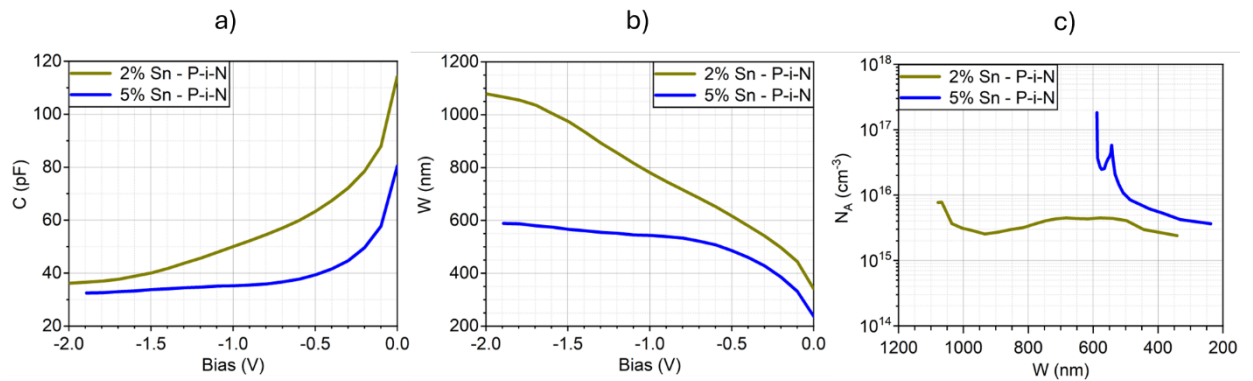 a)
b)
c)
120
100
80
60
40
20
C (pF)
2% Sn - P-i-N
5% Sn - P-i-N
-2.0
-1.5
-1.0
-0.5
0.0
Bias (V)
1200
1000
800
600
400
200
W (nm)
2% Sn - P-i-N
5% Sn - P-i-N
-2.0
-1.5
-1.0
-0.5
0.0
Bias (V)
10^18
10^17
10^16
10^15
10^14
N_A (cm^-3)
2% Sn - P-i-N
5% Sn - P-i-N
1200
1000
800
600
400
200
W (nm)